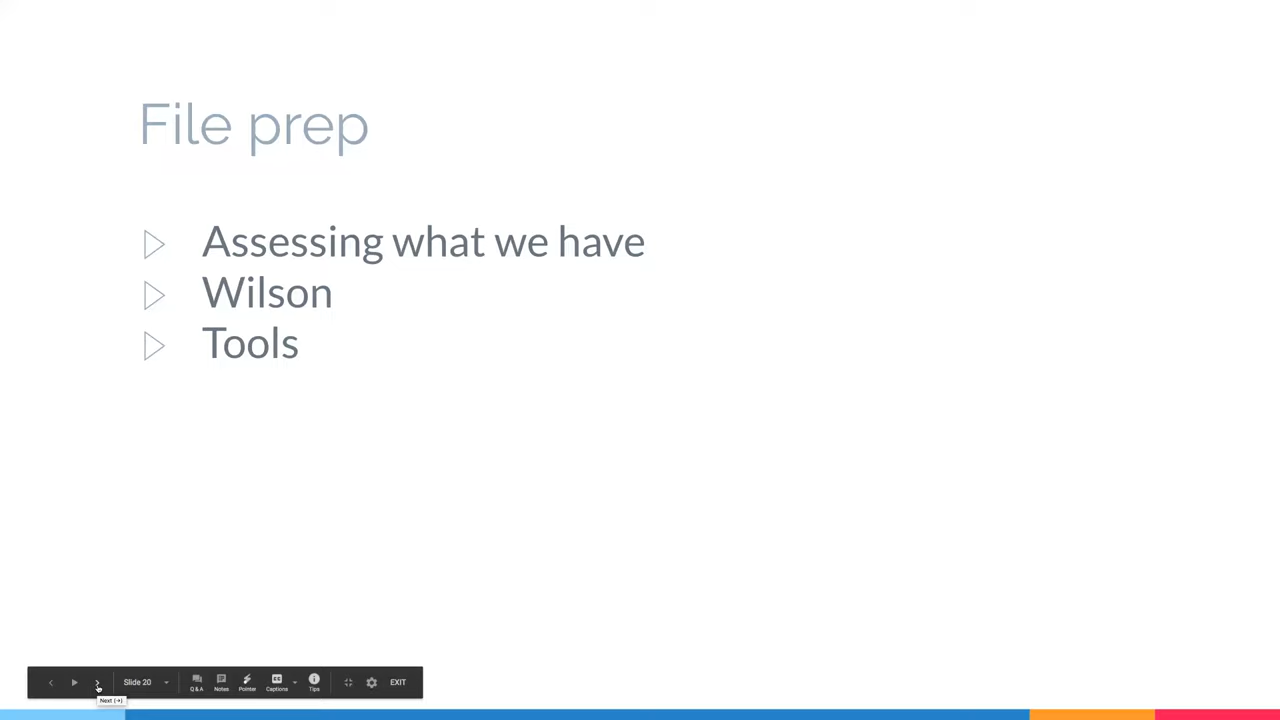 File prep
Assessing what we have
Wilson
Tools
Slide 20
Q&A
Notes
Pointer
Captions
Tips
EXIT
Next (→)